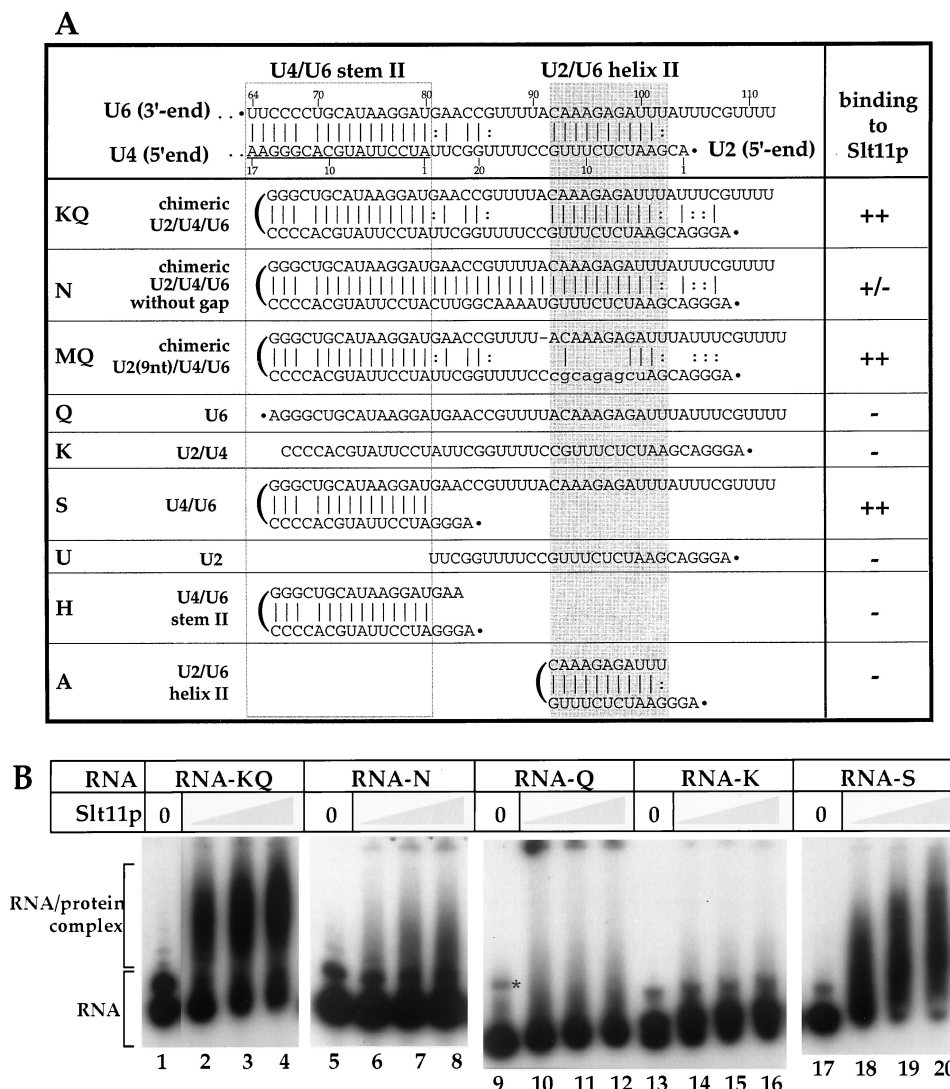 A
U4/U6 stem II
U2/U6 helix II
binding to Slt11p
64 70 80 90 100 110
U6 (3'-end) ..•UUCCCCUGCAUAAGGAUGAACCGUUUUACAAAGAGAUUUAUUUCGUUUU
U4 (5'end) ..AAGGGCACGUAUUCCUAUUCGGUUUUCCGUUUCUCUAAGCA• U2 (5'-end)
17 10 1 20 10 1
KQ chimeric U2/U4/U6
GGGCUGCAUAAGGAUGAACCGUUUUACAAAGAGAUUUAUUUCGUUUU
CCCCACGUAUUCCUAUUCGGUUUUCCGUUUCUCUAAGCAGGGA•
++
N chimeric U2/U4/U6 without gap
GGGCUGCAUAAGGAUGAACCGUUUUACAAAGAGAUUUAUUUCGUUUU
CCCCACGUAUUCCUACUUGGCAAAAUGUUUCUCUAAGCAGGGA•
+/-
MQ chimeric U2(9nt)/U4/U6
GGGCUGCAUAAGGAUGAACCGUUUU-ACAAAGAGAUUUAUUUCGUUUU
CCCCACGUAUUCCUAUUCGGUUUUCCcgcagagcuAGCAGGGA•
++
Q U6 •AGGGCUGCAUAAGGAUGAACCGUUUUACAAAGAGAUUUAUUUCGUUUU -
K U2/U4 CCCCACGUAUUCCUAUUCGGUUUUCCGUUUCUCUAAGCAGGGA• -
S U4/U6
GGGCUGCAUAAGGAUGAACCGUUUUACAAAGAGAUUUAUUUCGUUUU
CCCCACGUAUUCCUAGGGA•
++
U U2 UUCGGUUUUCCGUUUCUCUAAGCAGGGA• -
H U4/U6 stem II
GGGCUGCAUAAGGAUGAA
CCCCACGUAUUCCUAGGGA•
-
A U2/U6 helix II
CAAAGAGAUUU
GUUUCUCUAAGGGA•
-
B
RNA RNA-KQ RNA-N RNA-Q RNA-K RNA-S
Slt11p 0 0 0 0 0
RNA/protein complex
*
RNA
1 2 3 4 5 6 7 8 9 10 11 12 13 14 15 16 17 18 19 20